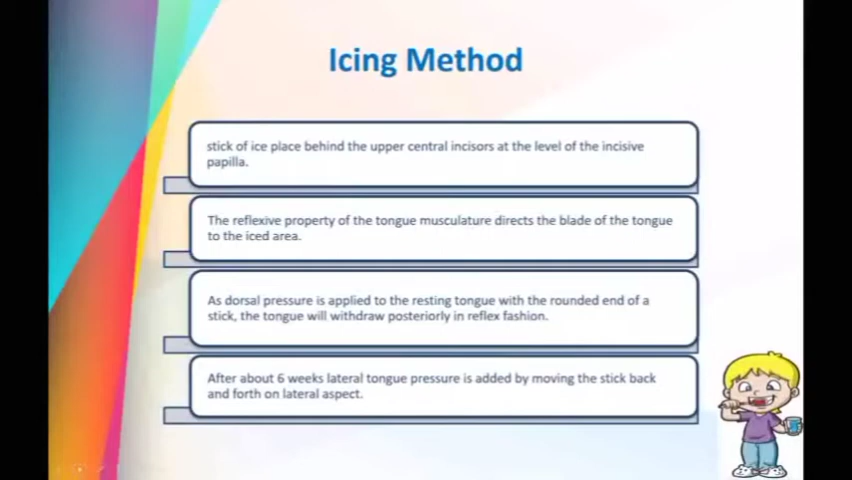 Icing Method
stick of ice place behind the upper central incisors at the level of the incisive
papilla.
The reflexive property of the tongue musculature directs the blade of the tongue
to the iced area.
As dorsal pressure is applied to the resting tongue with the rounded end of a
stick, the tongue will withdraw posteriorly in reflex fashion.
After about 6 weeks lateral tongue pressure is added by moving the stick back
and forth on lateral aspect.